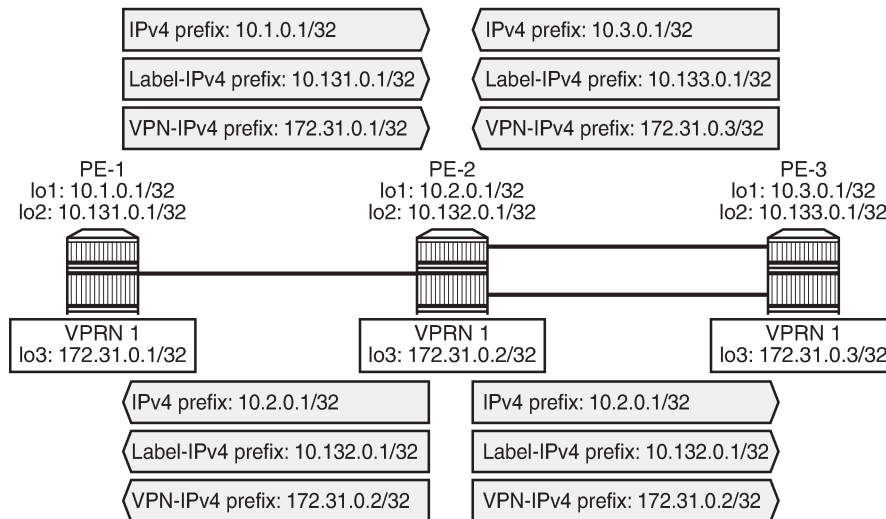 IPv4 prefix: 10.1.0.1/32
IPv4 prefix: 10.3.0.1/32
Label-IPv4 prefix: 10.131.0.1/32
Label-IPv4 prefix: 10.133.0.1/32
VPN-IPv4 prefix: 172.31.0.1/32
VPN-IPv4 prefix: 172.31.0.3/32
PE-1
lo1: 10.1.0.1/32
lo2: 10.131.0.1/32
PE-2
lo1: 10.2.0.1/32
lo2: 10.132.0.1/32
PE-3
lo1: 10.3.0.1/32
lo2: 10.133.0.1/32
VPRN 1
lo3: 172.31.0.1/32
VPRN 1
lo3: 172.31.0.2/32
VPRN 1
lo3: 172.31.0.3/32
IPv4 prefix: 10.2.0.1/32
IPv4 prefix: 10.2.0.1/32
Label-IPv4 prefix: 10.132.0.1/32
Label-IPv4 prefix: 10.132.0.1/32
VPN-IPv4 prefix: 172.31.0.2/32
VPN-IPv4 prefix: 172.31.0.2/32